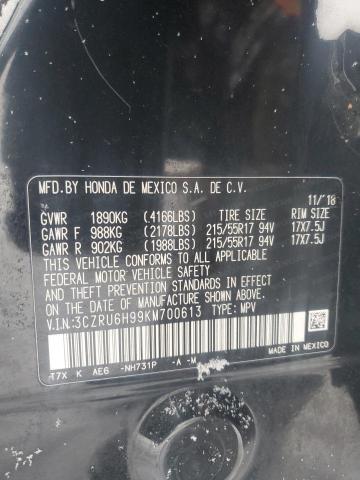 MFD.BY HONDA DE MEXICO S.A. DE C.V.
11/18
GVWR 1890KG (4166LBS) TIRE SIZE RIM SIZE
GAWR F 988KG (2178LBS) 215/55R17 94V 17X7.5J
GAWR R 902KG (1988LBS) 215/55R17 94V 17X7.5J
THIS VEHICLE CONFORMS TO ALL APPLICABLE
FEDERAL MOTOR VEHICLE SAFETY AND THEFT
PREVENTION STANDARDS IN EFFECT ON THE DATE
OF MANUFACTURE SHOWN ABOVE.
V.I.N:3CZRU6H99KM700613 TYPE: MPV
T7X K AE6 -NH731P -A -M
MADE IN MEXICO